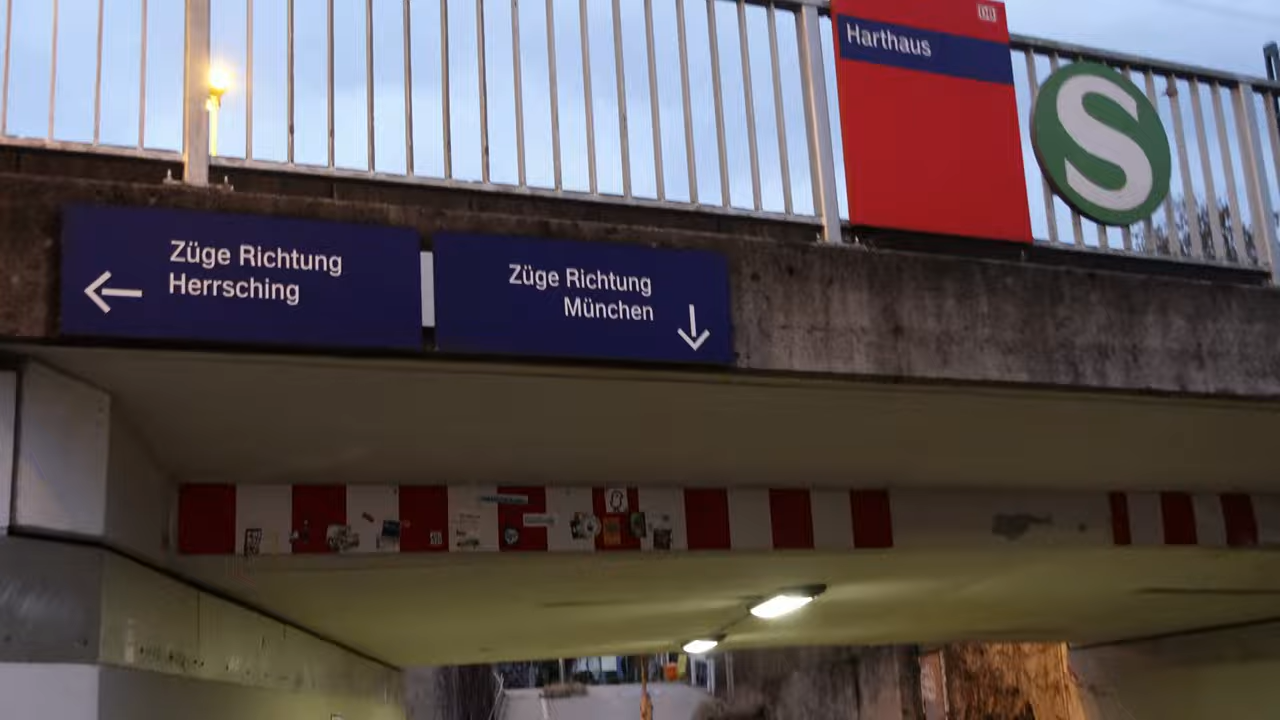 DB
Harthaus
S
Züge Richtung
Herrsching
Züge Richtung
München